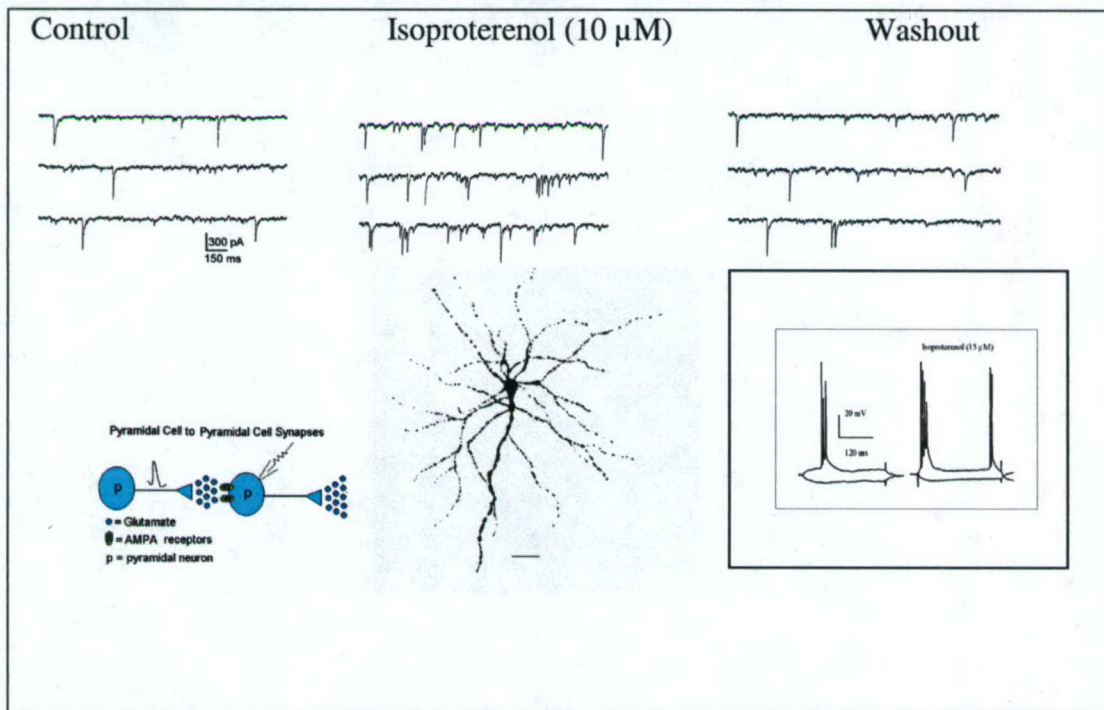 Control
Isoproterenol (10 µM)
Washout
300 pA
150 ms
Pyramidal Cell to Pyramidal Cell Synapses
p
p
= Glutamate
= AMPA receptors
p = pyramidal neuron
Isoproterenol (15 µM)
20 mV
120 ms